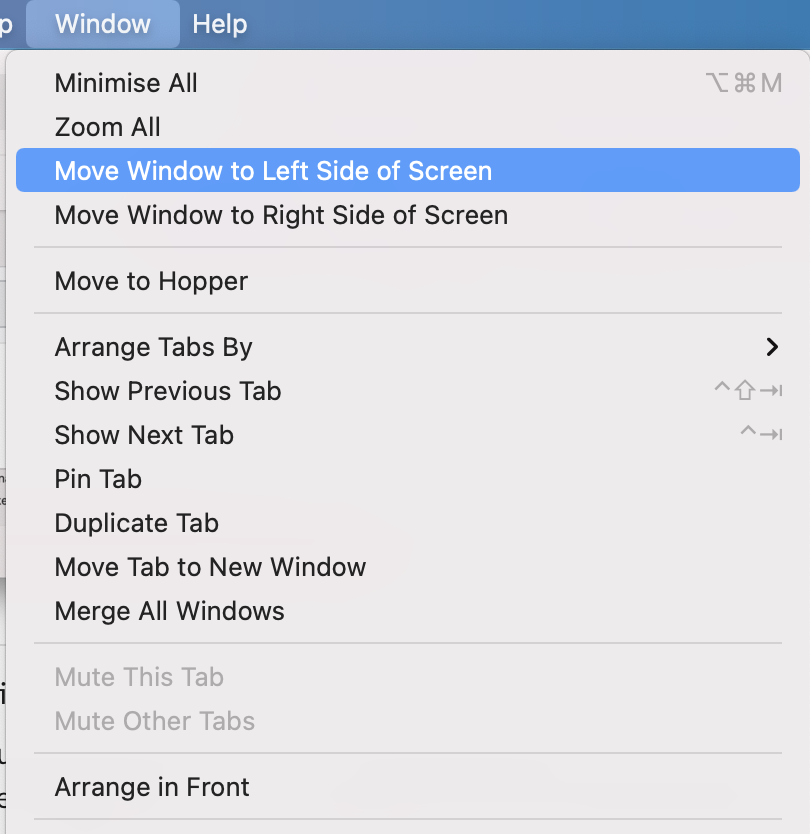 p Window Help
Minimise All ⌥⌘M
Zoom All
Move Window to Left Side of Screen
Move Window to Right Side of Screen
Move to Hopper
Arrange Tabs By
Show Previous Tab ^⇧⇥
Show Next Tab ^⇥
Pin Tab
Duplicate Tab
Move Tab to New Window
Merge All Windows
Mute This Tab
Mute Other Tabs
Arrange in Front